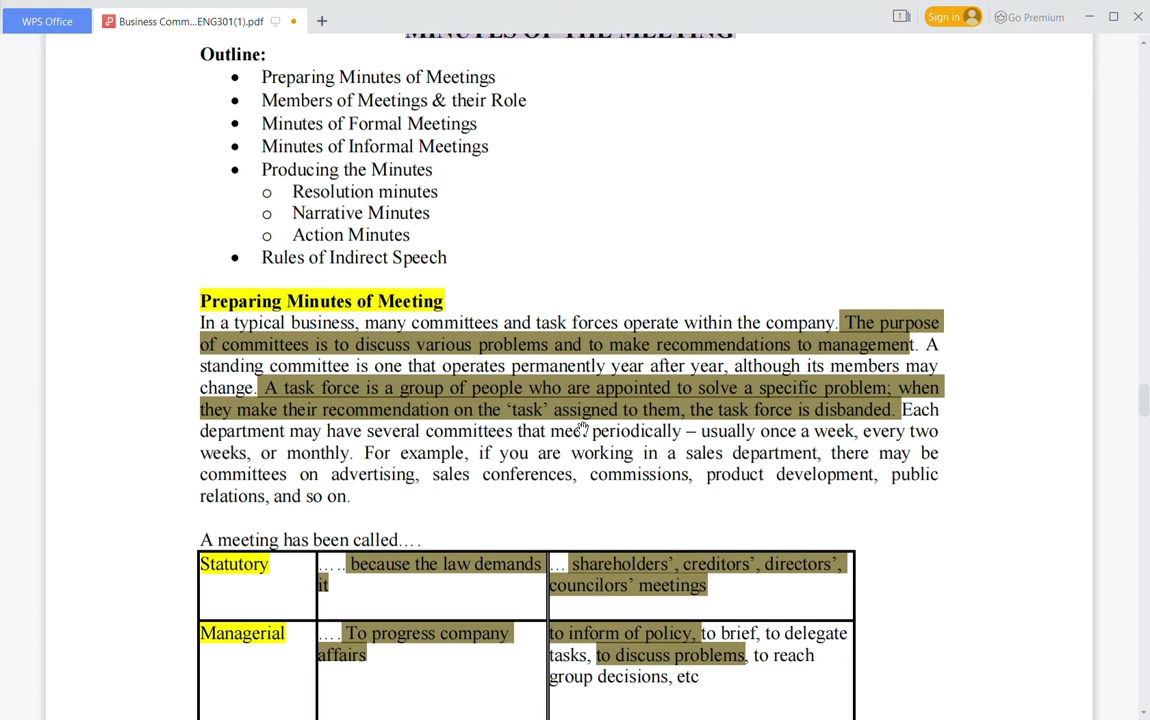 WPS Office
Business Comm...ENG301(1).pdf
Sign in
Go Premium
MINUTES OF THE MEETING
Outline:
• Preparing Minutes of Meetings
• Members of Meetings & their Role
• Minutes of Formal Meetings
• Minutes of Informal Meetings
• Producing the Minutes
o Resolution minutes
o Narrative Minutes
o Action Minutes
• Rules of Indirect Speech
Preparing Minutes of Meeting
In a typical business, many committees and task forces operate within the company. The purpose
of committees is to discuss various problems and to make recommendations to management. A
standing committee is one that operates permanently year after year, although its members may
change. A task force is a group of people who are appointed to solve a specific problem; when
they make their recommendation on the ‘task’ assigned to them, the task force is disbanded. Each
department may have several committees that meet periodically – usually once a week, every two
weeks, or monthly. For example, if you are working in a sales department, there may be
committees on advertising, sales conferences, commissions, product development, public
relations, and so on.
A meeting has been called….
Statutory
….. because the law demands
it
… shareholders’, creditors’, directors’,
councilors’ meetings
Managerial
…. To progress company
affairs
to inform of policy, to brief, to delegate
tasks, to discuss problems, to reach
group decisions, etc